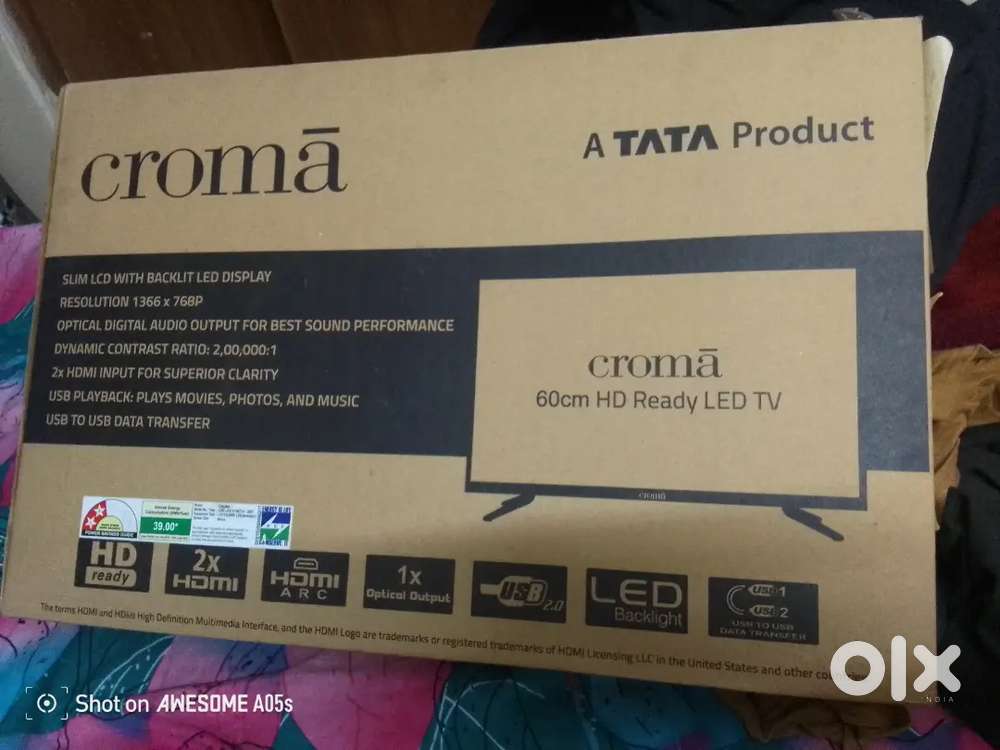 cromā
A TATA Product
SLIM LCD WITH BACKLIT LED DISPLAY
RESOLUTION 1366 x 768P
OPTICAL DIGITAL AUDIO OUTPUT FOR BEST SOUND PERFORMANCE
DYNAMIC CONTRAST RATIO: 2,00,000:1
2x HDMI INPUT FOR SUPERIOR CLARITY
USB PLAYBACK: PLAYS MOVIES, PHOTOS, AND MUSIC
USB TO USB DATA TRANSFER
cromā
60cm HD Ready LED TV
cromā
POWER SAVINGS GUIDE
39.00*
HD
ready
2x
HDMI
HDMI
ARC
1x
Optical Output
USB 2.0
LED
Backlight
USB 1
USB 2
USB TO USB
DATA TRANSFER
The terms HDMI and HDMI High Definition Multimedia Interface, and the HDMI Logo are trademarks or registered trademarks of HDMI Licensing LLC in the United States and other
olx
INDIA
Shot on AWESOME A05s